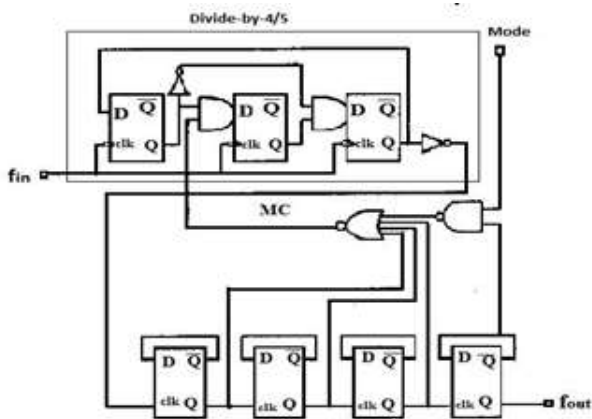 Divide-by-4/5
Mode
D Q D Q D Q
clk Q clk Q clk Q
fin
MC
D Q D Q D Q D Q
clk Q clk Q clk Q clk Q
fout